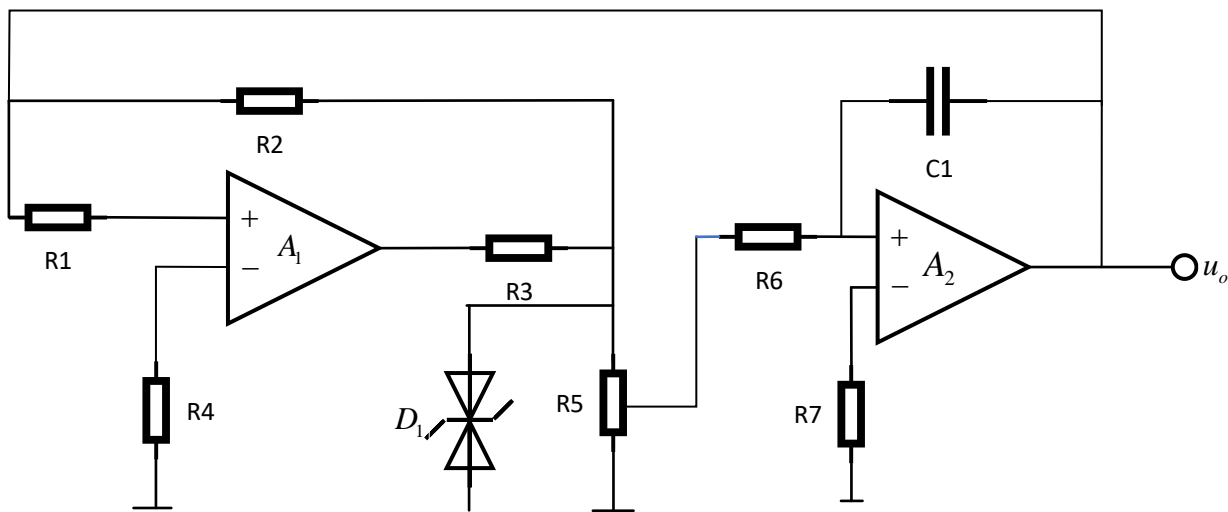 R2
C1
+
A1
−
R1
R3
R6
+
A2
−
uo
R4
D1
R5
R7